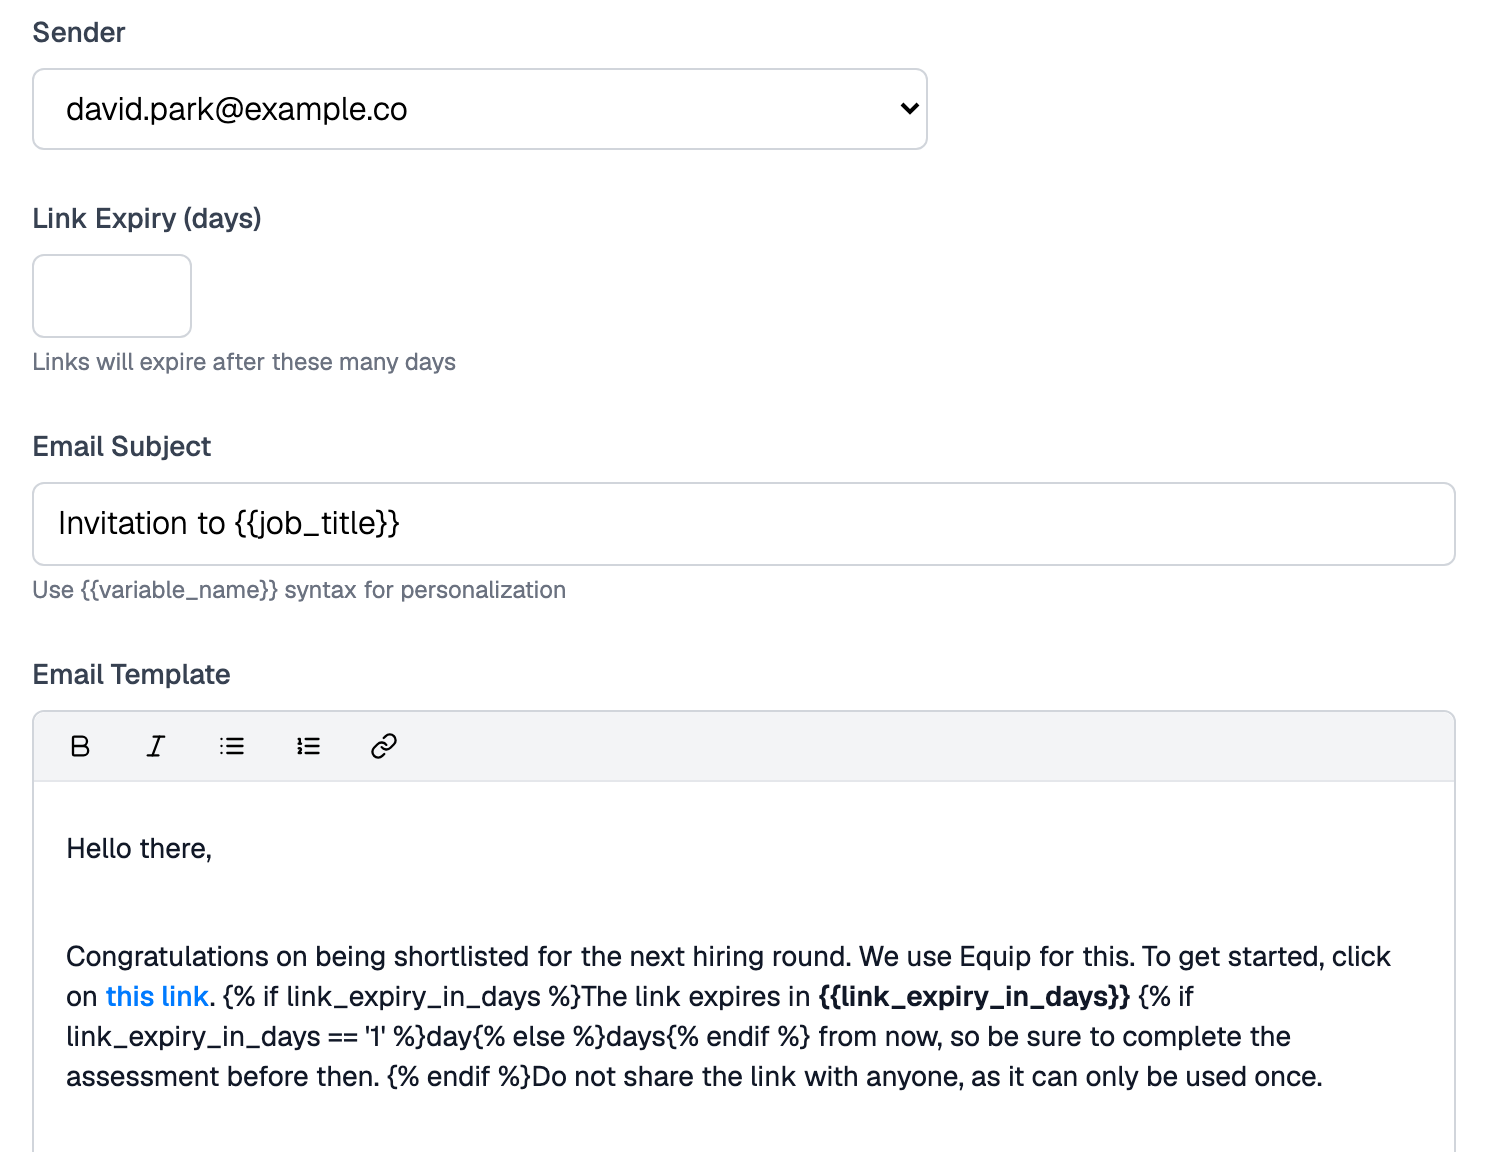 Sender
david.park@example.co
Link Expiry (days)
Links will expire after these many days
Email Subject
Invitation to {{job_title}}
Use {{variable_name}} syntax for personalization
Email Template
Hello there,
Congratulations on being shortlisted for the next hiring round. We use Equip for this. To get started, click
on this link. {% if link_expiry_in_days %}The link expires in {{link_expiry_in_days}} {% if
link_expiry_in_days == '1' %}day{% else %}days{% endif %} from now, so be sure to complete the
assessment before then. {% endif %}Do not share the link with anyone, as it can only be used once.